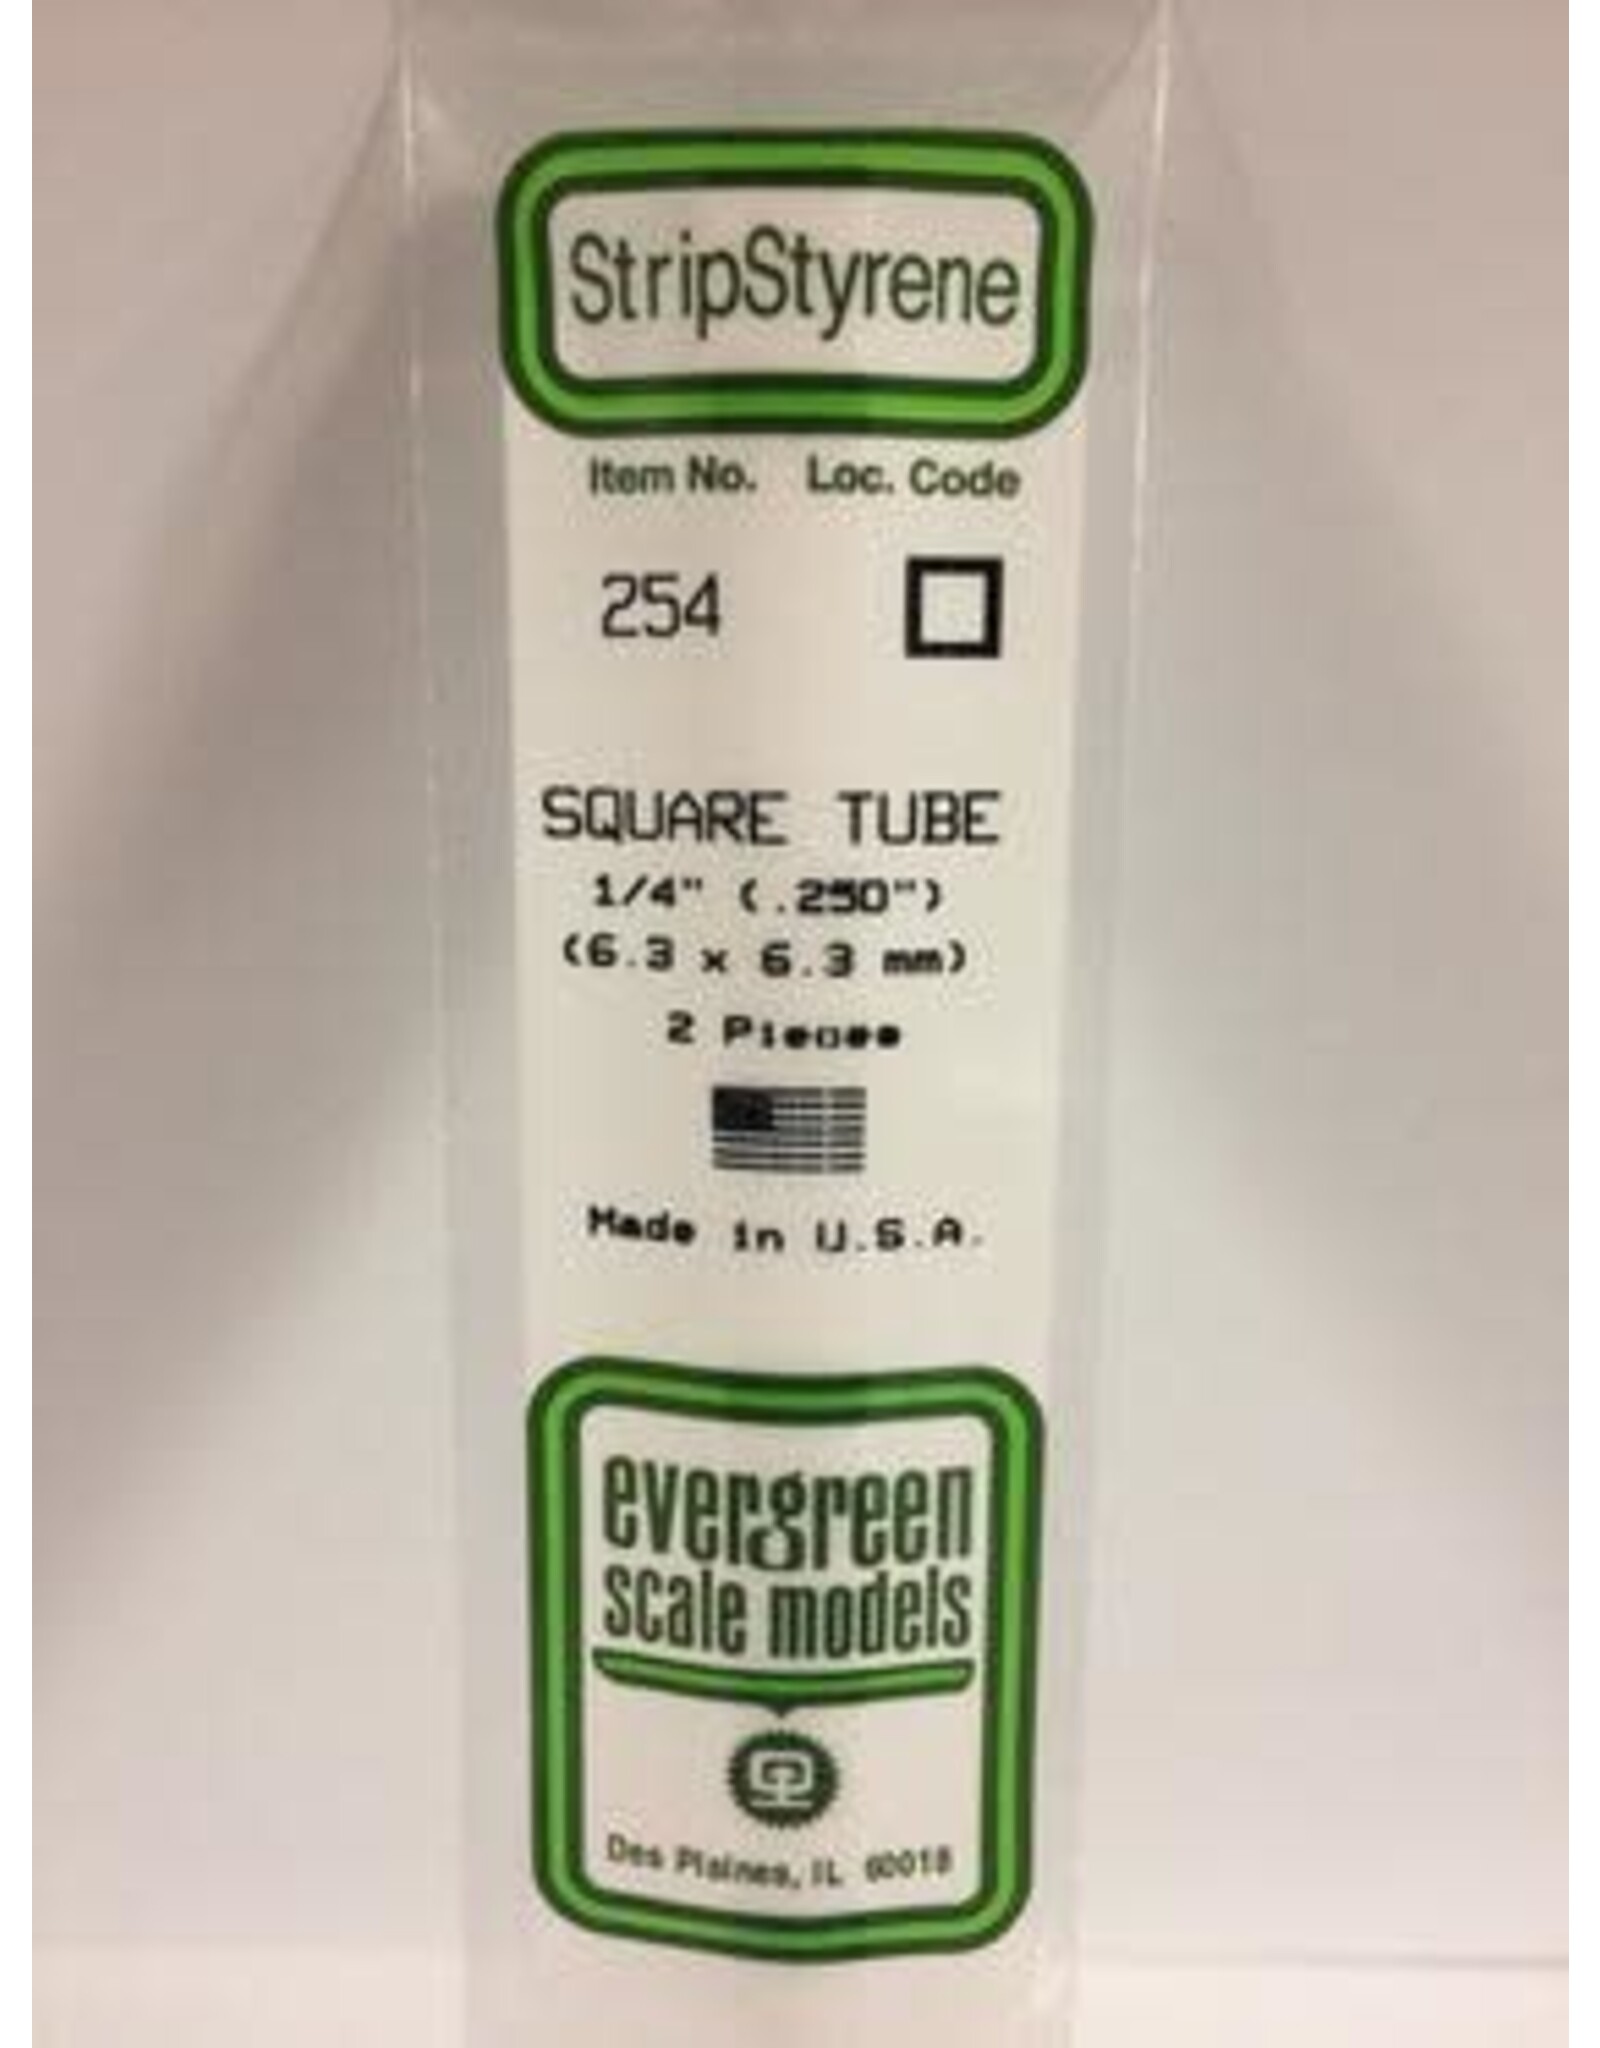 StripStyrene
Item No. Loc. Code
254
SQUARE TUBE
1/4" (.250")
(6.3 x 6.3 mm)
2 Pieces
Made in U.S.A.
evergreen
scale models
Des Plaines, IL 60018